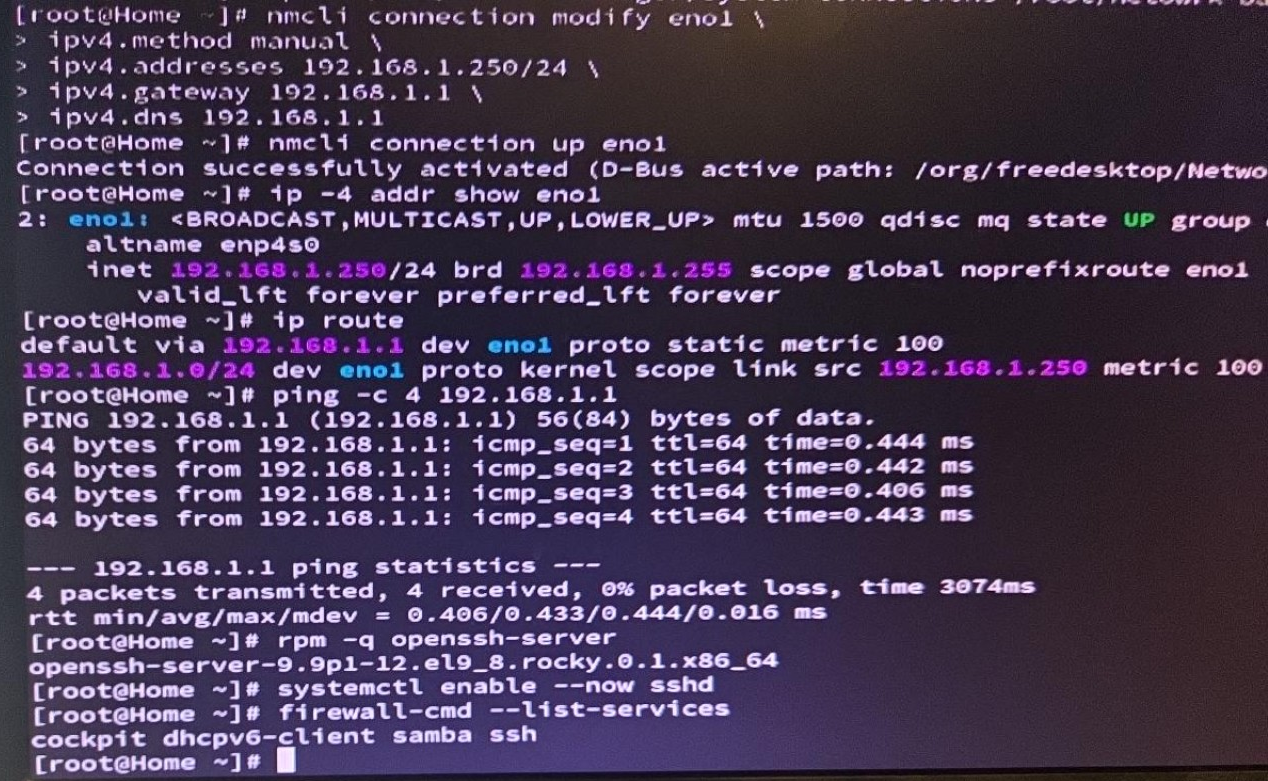 [root@Home ~]# nmcli connection modify eno1 \
> ipv4.method manual \
> ipv4.addresses 192.168.1.250/24 \
> ipv4.gateway 192.168.1.1 \
> ipv4.dns 192.168.1.1
[root@Home ~]# nmcli connection up eno1
Connection successfully activated (D-Bus active path: /org/freedesktop/Netwo
[root@Home ~]# ip -4 addr show eno1
2: eno1: <BROADCAST,MULTICAST,UP,LOWER_UP> mtu 1500 qdisc mq state UP group
    altname enp4s0
    inet 192.168.1.250/24 brd 192.168.1.255 scope global noprefixroute eno1
       valid_lft forever preferred_lft forever
[root@Home ~]# ip route
default via 192.168.1.1 dev eno1 proto static metric 100
192.168.1.0/24 dev eno1 proto kernel scope link src 192.168.1.250 metric 100
[root@Home ~]# ping -c 4 192.168.1.1
PING 192.168.1.1 (192.168.1.1) 56(84) bytes of data.
64 bytes from 192.168.1.1: icmp_seq=1 ttl=64 time=0.444 ms
64 bytes from 192.168.1.1: icmp_seq=2 ttl=64 time=0.442 ms
64 bytes from 192.168.1.1: icmp_seq=3 ttl=64 time=0.406 ms
64 bytes from 192.168.1.1: icmp_seq=4 ttl=64 time=0.443 ms

--- 192.168.1.1 ping statistics ---
4 packets transmitted, 4 received, 0% packet loss, time 3074ms
rtt min/avg/max/mdev = 0.406/0.433/0.444/0.016 ms
[root@Home ~]# rpm -q openssh-server
openssh-server-9.9p1-12.el9_8.rocky.0.1.x86_64
[root@Home ~]# systemctl enable --now sshd
[root@Home ~]# firewall-cmd --list-services
cockpit dhcpv6-client samba ssh
[root@Home ~]#